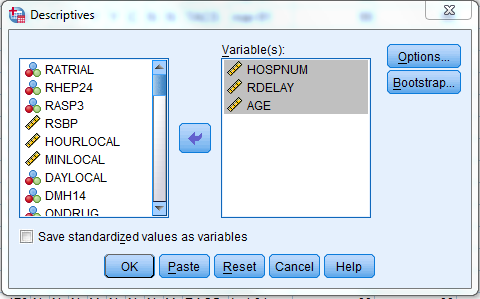 Descriptives
Variable(s):
RATRIAL
RHEP24
RASP3
RSBP
HOURLOCAL
MINLOCAL
DAYLOCAL
DMH14
ONDRUG
HOSPNUM
RDELAY
AGE
Options...
Bootstrap...
Save standardized values as variables
OK Paste Reset Cancel Help